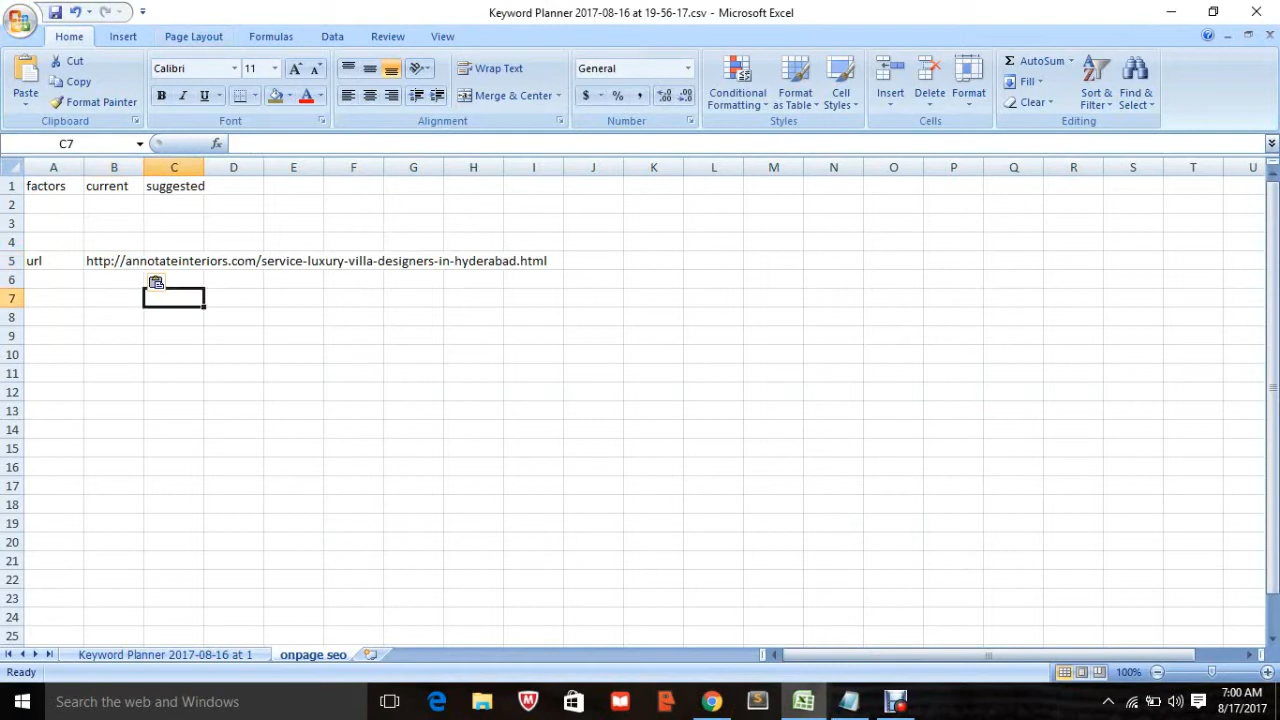 Keyword Planner 2017-08-16 at 19-56-17.csv - Microsoft Excel
Home Insert Page Layout Formulas Data Review View
Paste Cut Copy Format Painter Clipboard
Calibri 11 B I U A A A Font
Wrap Text Merge & Center Alignment
General $ % , .0 .00 .00 .0 Number
Conditional Formatting Format as Table Cell Styles Styles
Insert Delete Format Cells
Σ AutoSum Fill Clear Sort & Filter Find & Select Editing
C7 fx
A B C D E F G H I J K L M N O P Q R S T U
1 factors current suggested
2
3
4
5 url http://annotateinteriors.com/service-luxury-villa-designers-in-hyderabad.html
6
7
8
9
10
11
12
13
14
15
16
17
18
19
20
21
22
23
24
25
Keyword Planner 2017-08-16 at 1 onpage seo
Ready 100%
Search the web and Windows
7:00 AM
8/17/2017